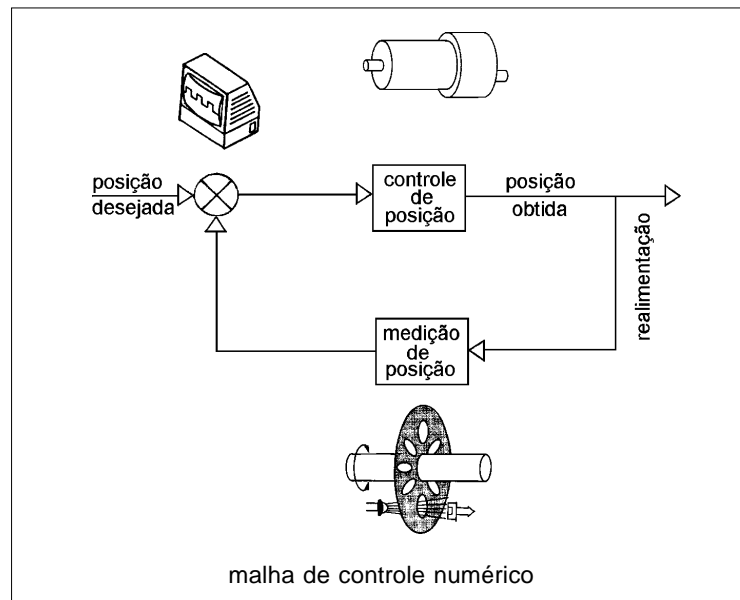 posição
desejada
controle
de
posição
posição
obtida
realimentação
medição
de
posição
malha de controle numérico